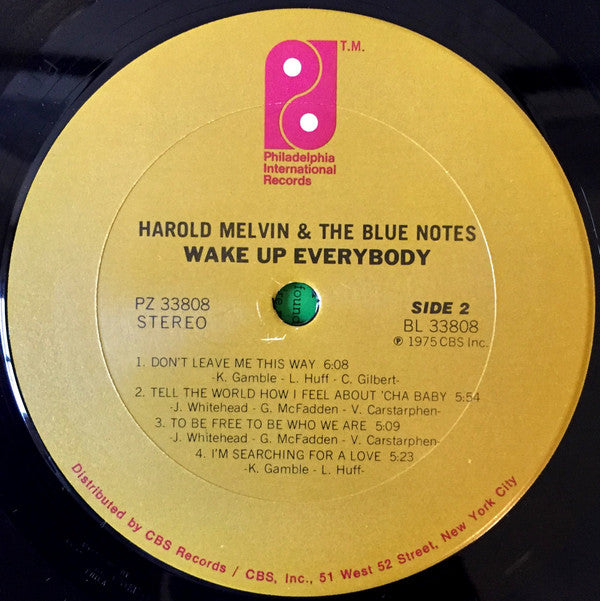 T.M.
Philadelphia
International
Records
HAROLD MELVIN & THE BLUE NOTES
WAKE UP EVERYBODY
PZ 33808
STEREO
SIDE 2
BL 33808
℗ 1975 CBS Inc.
1. DON'T LEAVE ME THIS WAY 6:08
-K. Gamble - L. Huff - C. Gilbert-
2. TELL THE WORLD HOW I FEEL ABOUT 'CHA BABY 5:54
-J. Whitehead - G. McFadden - V. Carstarphen-
3. TO BE FREE TO BE WHO WE ARE 5:09
-J. Whitehead - G. McFadden - V. Carstarphen-
4. I'M SEARCHING FOR A LOVE 5:23
-K. Gamble - L. Huff-
Distributed by CBS Records / CBS, Inc., 51 West 52 Street, New York City